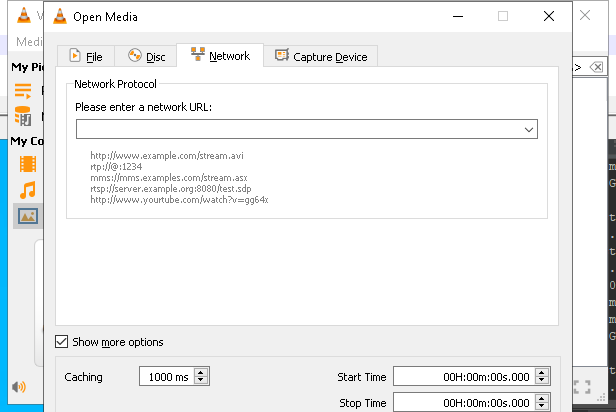 Open Media
V
Medi
My Pi
My Co
File
Disc
Network
Capture Device
Network Protocol
Please enter a network URL:
http://www.example.com/stream.avi
rtp://@:1234
mms://mms.examples.com/stream.asx
rtsp://server.example.org:8080/test.sdp
http://www.yourtube.com/watch?v=gg64x
Show more options
Caching
1000 ms
Start Time
00H:00m:00s.000
Stop Time
00H:00m:00s.000